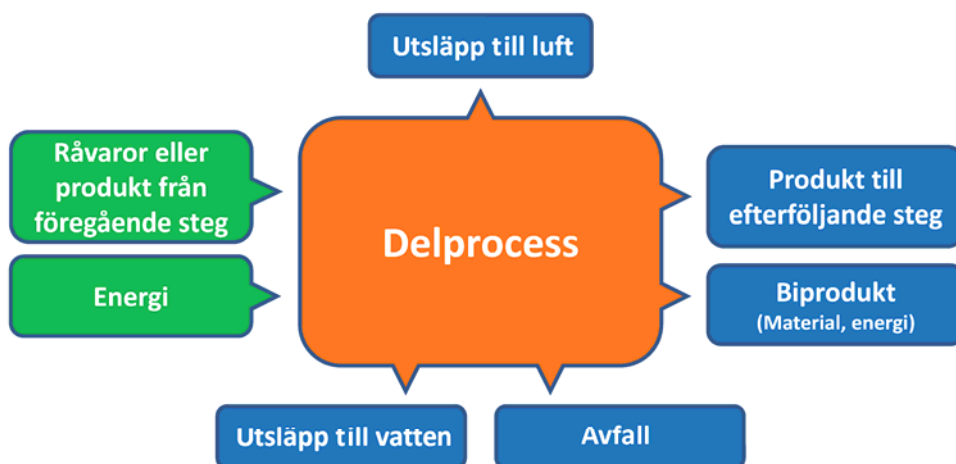 Utsläpp till luft
Råvaror eller
produkt från
föregående steg
Energi
Delprocess
Produkt till
efterföljande steg
Biprodukt
(Material, energi)
Utsläpp till vatten
Avfall